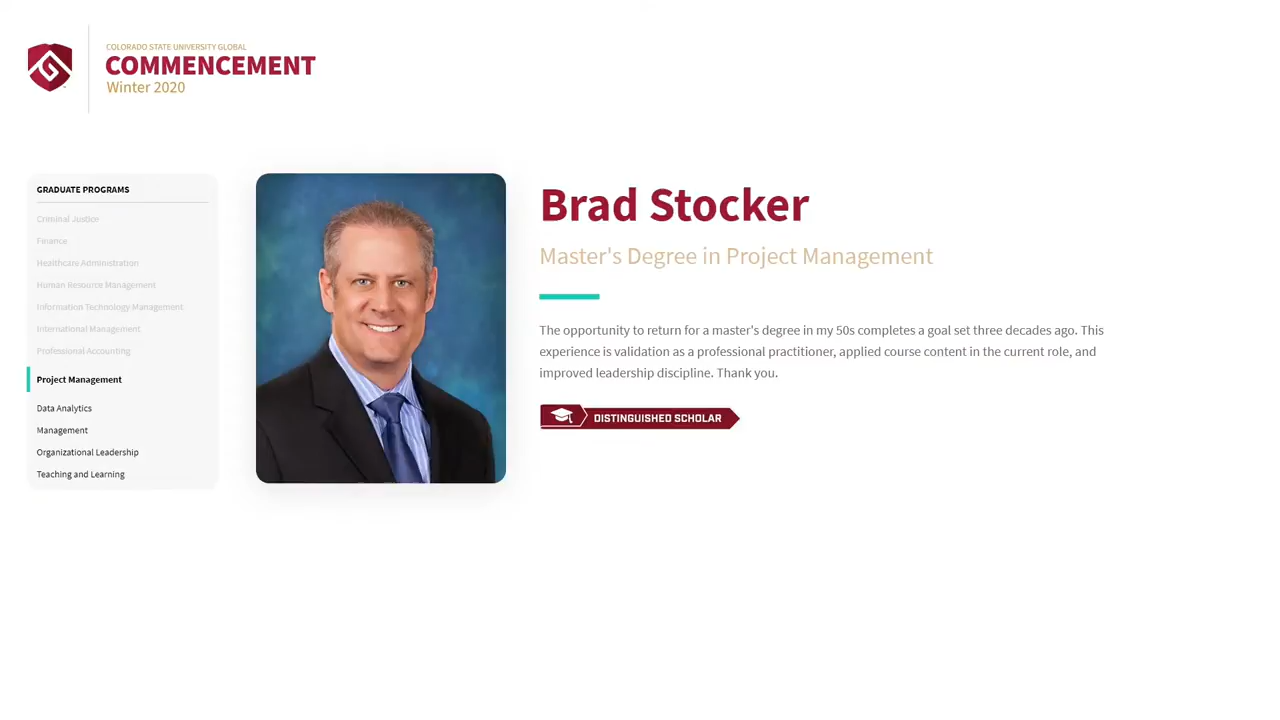 COLORADO STATE UNIVERSITY GLOBAL
COMMENCEMENT
Winter 2020
GRADUATE PROGRAMS
Criminal Justice
Finance
Healthcare Administration
Human Resource Management
Information Technology Management
International Management
Professional Accounting
Project Management
Data Analytics
Management
Organizational Leadership
Teaching and Learning
Brad Stocker
Master's Degree in Project Management
The opportunity to return for a master's degree in my 50s completes a goal set three decades ago. This
experience is validation as a professional practitioner, applied course content in the current role, and
improved leadership discipline. Thank you.
DISTINGUISHED SCHOLAR